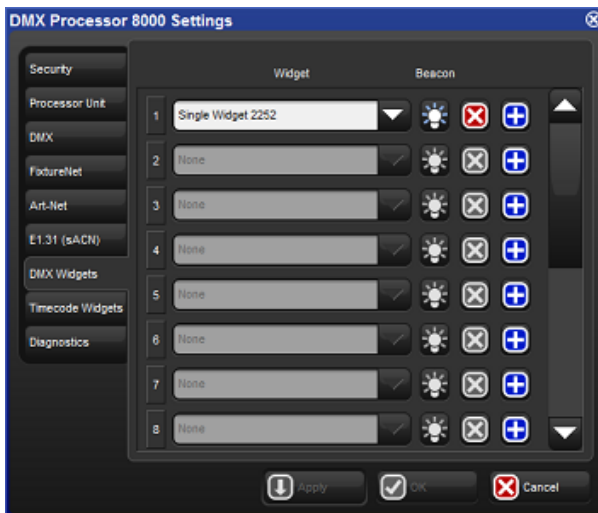 DMX Processor 8000 Settings
Security
Processor Unit
DMX
FixtureNet
Art-Net
E1.31 (sACN)
DMX Widgets
Timecode Widgets
Diagnostics
Widget Beacon
1 Single Widget 2252
2 None
3 None
4 None
5 None
6 None
7 None
8 None
Apply OK Cancel